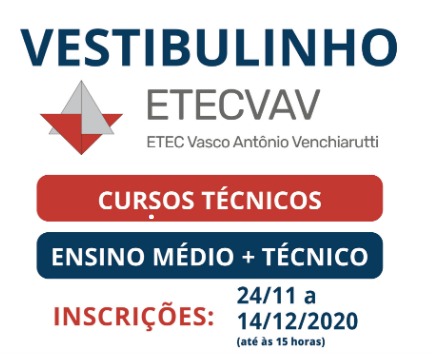 VESTIBULINHO
ETECVAV
ETEC Vasco Antônio Venchiarutti
CURSOS TÉCNICOS
ENSINO MÉDIO + TÉCNICO
INSCRIÇÕES:
24/11 a
14/12/2020
(até às 15 horas)